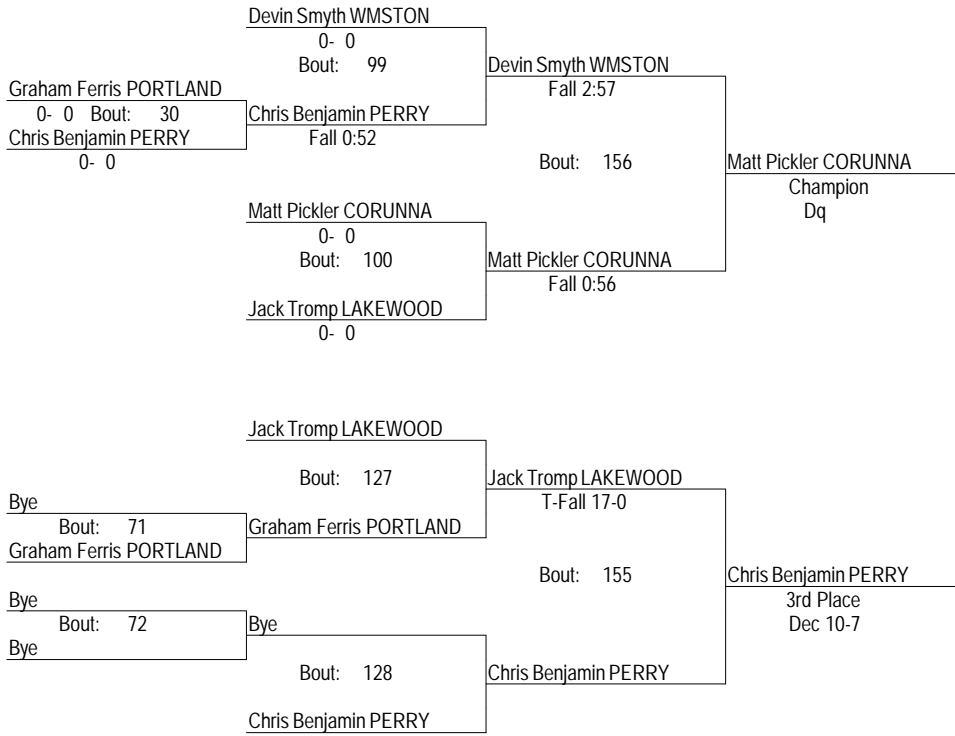 Devin Smyth WMSTON
0- 0
Bout: 99
Devin Smyth WMSTON
Fall 2:57
Graham Ferris PORTLAND
0- 0 Bout: 30
Chris Benjamin PERRY
0- 0
Chris Benjamin PERRY
Fall 0:52
Bout: 156
Matt Pickler CORUNNA
Champion
Dq
Matt Pickler CORUNNA
0- 0
Bout: 100
Matt Pickler CORUNNA
Fall 0:56
Jack Tromp LAKEWOOD
0- 0
Jack Tromp LAKEWOOD
Bout: 127
Jack Tromp LAKEWOOD
T-Fall 17-0
Bye
Bout: 71
Graham Ferris PORTLAND
Graham Ferris PORTLAND
Bout: 155
Chris Benjamin PERRY
3rd Place
Dec 10-7
Bye
Bout: 72
Bye
Bye
Bout: 128
Chris Benjamin PERRY
Chris Benjamin PERRY